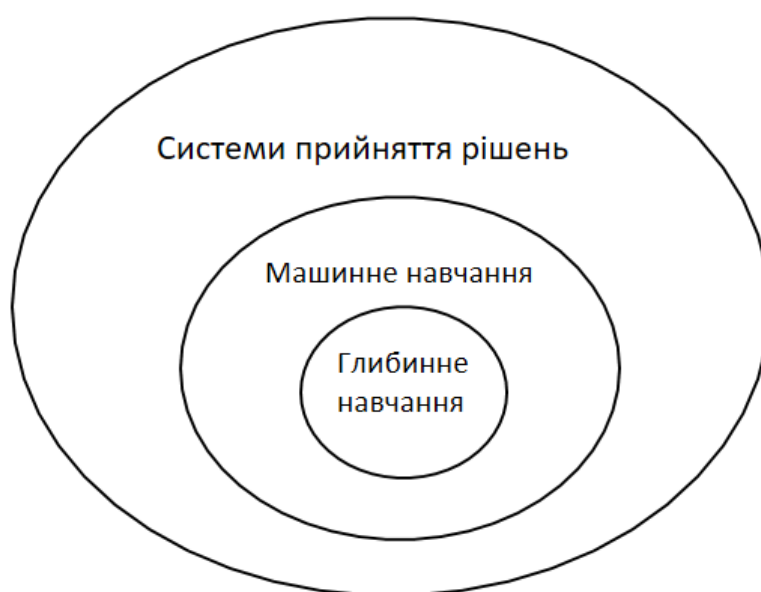 Системи прийняття рішень
Машинне навчання
Глибинне
навчання